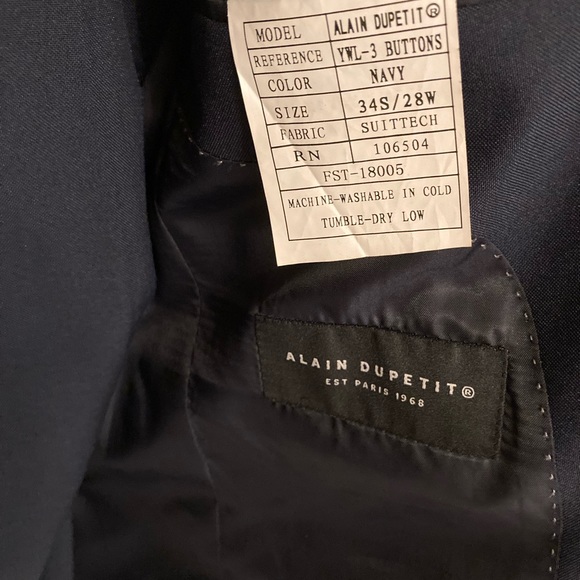 MODEL ALAIN DUPETIT®
REFERENCE YWL-3 BUTTONS
COLOR NAVY
SIZE 34S/28W
FABRIC SUITTECH
RN 106504
FST-18005
MACHINE-WASHABLE IN COLD
TUMBLE-DRY LOW
ALAIN DUPETIT®
EST PARIS 1968